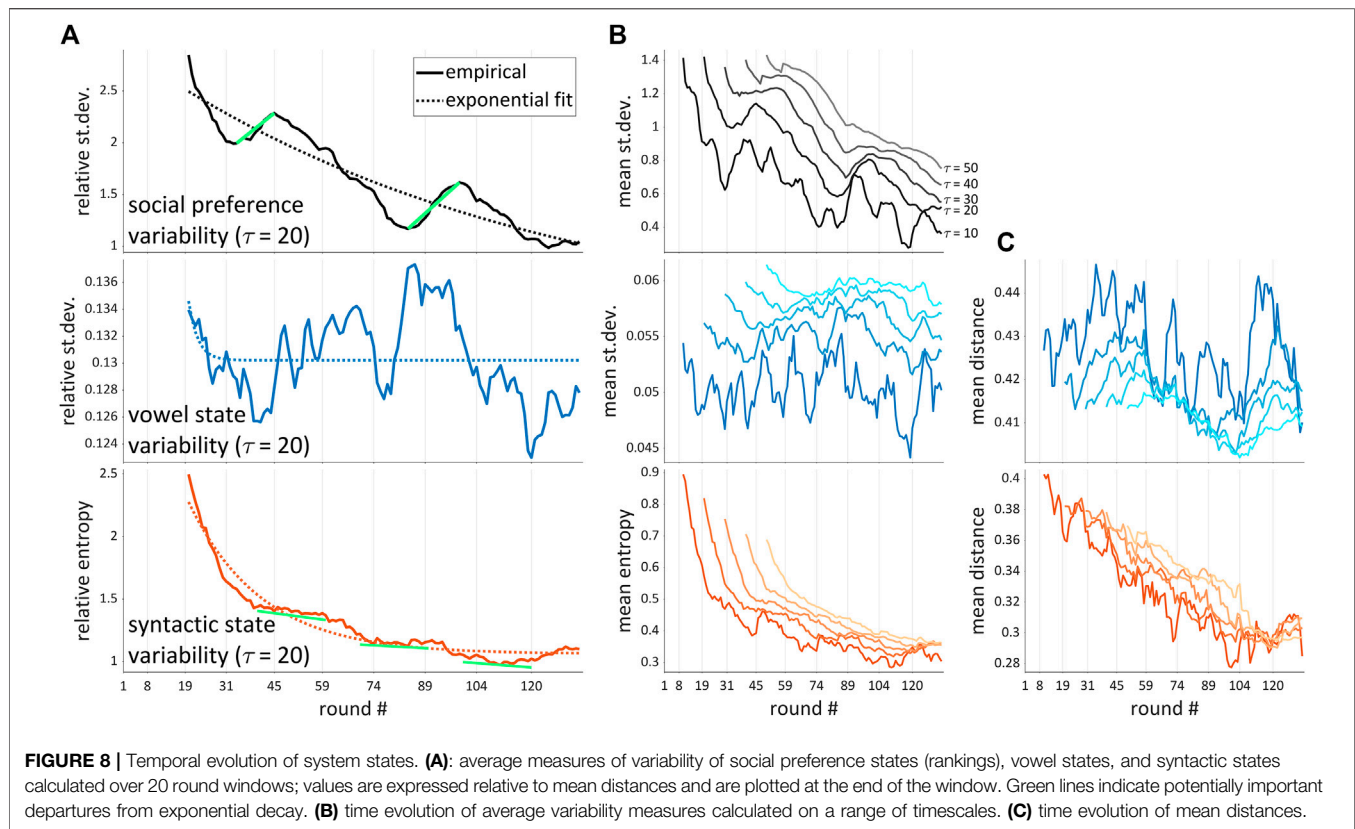 A
B
relative st.dev.
2.5
2
1.5
1
empirical
exponential fit
social preference
variability (τ = 20)
mean st.dev.
1.4
1.2
1
0.8
0.6
0.4
τ = 50
τ = 40
τ = 30
τ = 20
τ = 10
C
relative st.dev.
0.136
0.134
0.132
0.13
0.128
0.126
0.124
vowel state
variability (τ = 20)
mean st.dev.
0.06
0.055
0.05
0.045
mean distance
0.44
0.43
0.42
0.41
relative entropy
2.5
2
1.5
1
syntactic state
variability (τ = 20)
1 8 19 31 45 59 74 89 104 120
round #
mean entropy
0.9
0.8
0.7
0.6
0.5
0.4
0.3
1 8 19 31 45 59 74 89 104 120
round #
mean distance
0.4
0.38
0.36
0.34
0.32
0.3
0.28
1 8 19 31 45 59 74 89 104 120
round #
FIGURE 8 | Temporal evolution of system states. (A): average measures of variability of social preference states (rankings), vowel states, and syntactic states
calculated over 20 round windows; values are expressed relative to mean distances and are plotted at the end of the window. Green lines indicate potentially important
departures from exponential decay. (B) time evolution of average variability measures calculated on a range of timescales. (C) time evolution of mean distances.